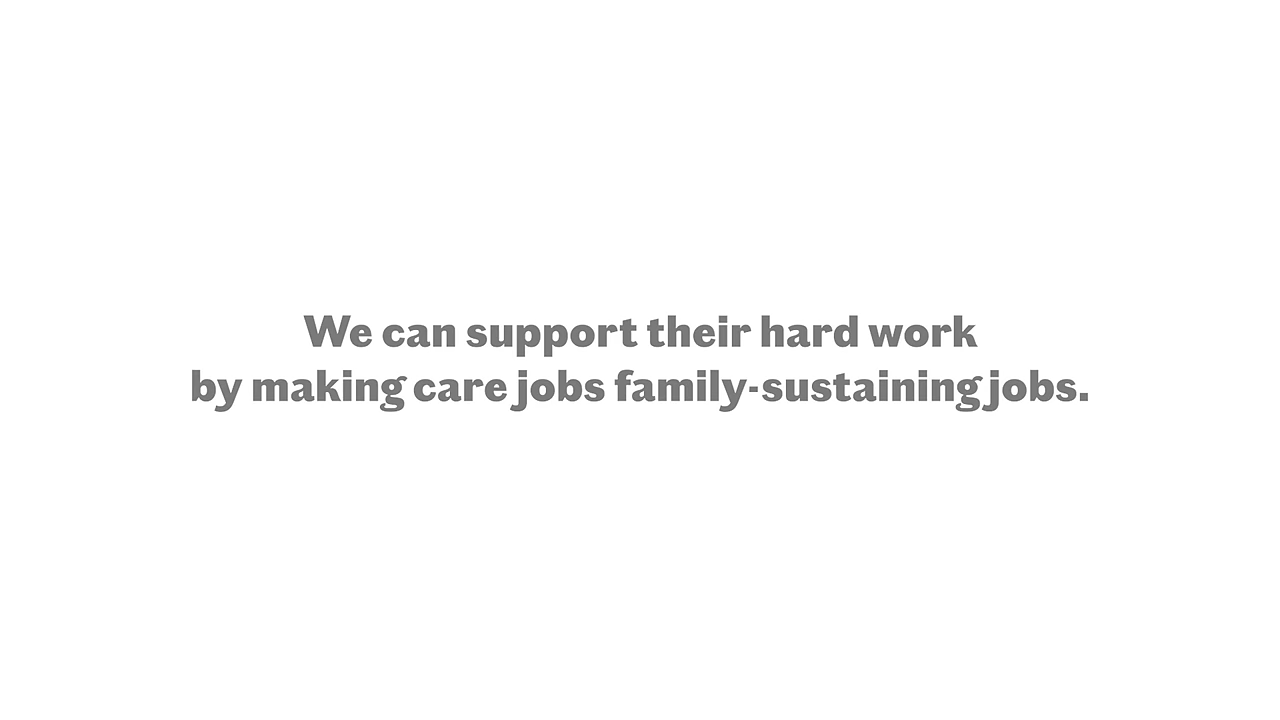 We can support their hard work
by making care jobs family-sustaining jobs.